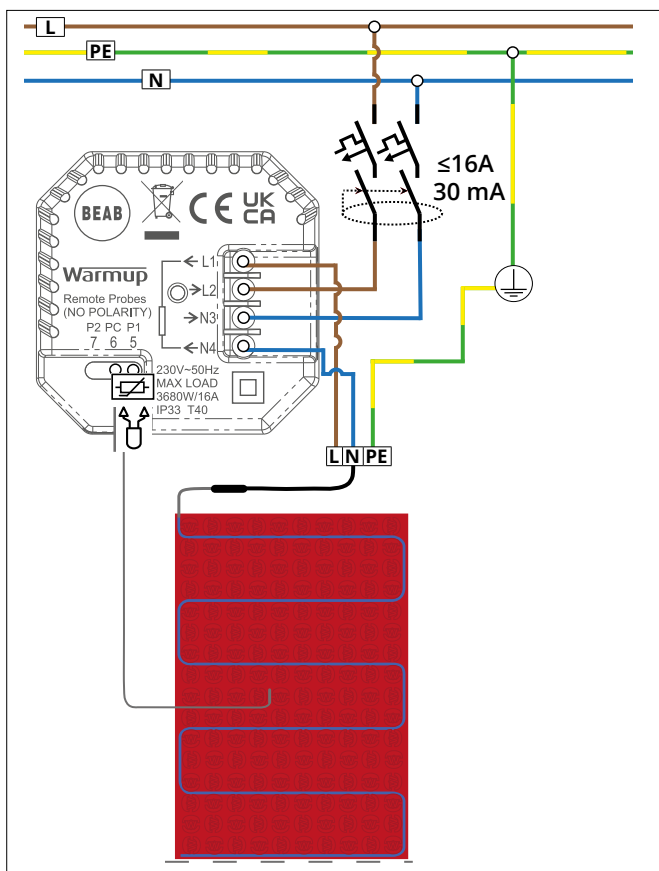 L
PE
N
≤16A
30 mA
BEAB
CE
UK
CA
Warmup
Remote Probes
(NO POLARITY)
P2 PC P1
7 6 5
L1
L2
N3
N4
230V~50Hz
MAX LOAD
3680W/16A
IP33 T40
L N PE